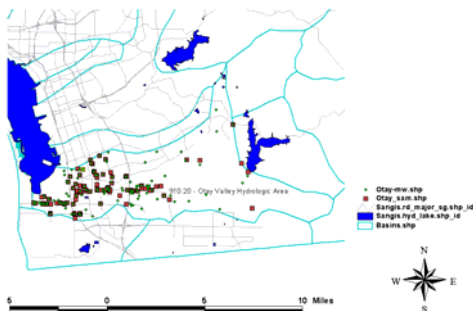 910.20 - Otay Valley Hydrologic Area
Otay-mw.shp
Otay_sam.shp
Sangis.rd_major_sg.shp_id
Sangis.hyd_lake.shp_id
Basins.shp
N
W E
S
5 0 5 10 Miles